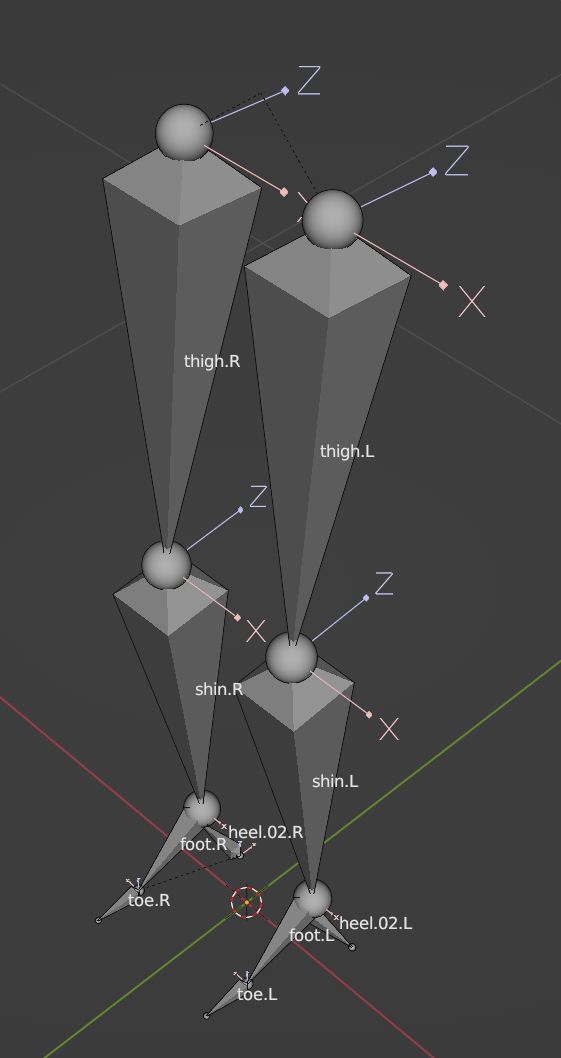 Z
Z
X
X
thigh.R
thigh.L
Z
X
Z
shin.R
X
shin.L
heel.02.R
foot.R
toe.R
heel.02.L
foot.L
toe.L